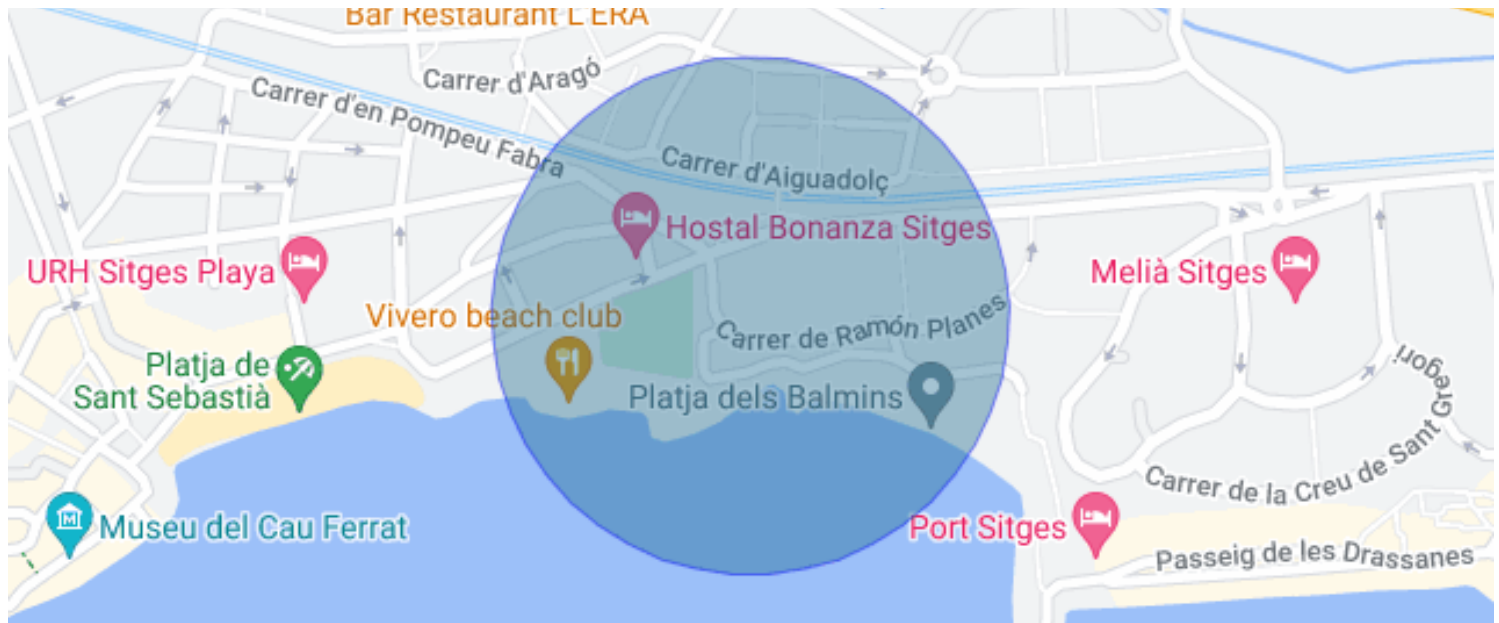 Bar Restaurant L'ERA
Carrer d'Aragó
Carrer d'en Pompeu Fabra
Carrer d'Aiguadolç
Hostal Bonanza Sitges
URH Sitges Playa
Melià Sitges
Vivero beach club
Carrer de Ramón Planes
Platja de
Sant Sebastià
Platja dels Balmins
Carrer de la Creu de Sant Gregori
Museu del Cau Ferrat
Port Sitges
Passeig de les Drassanes